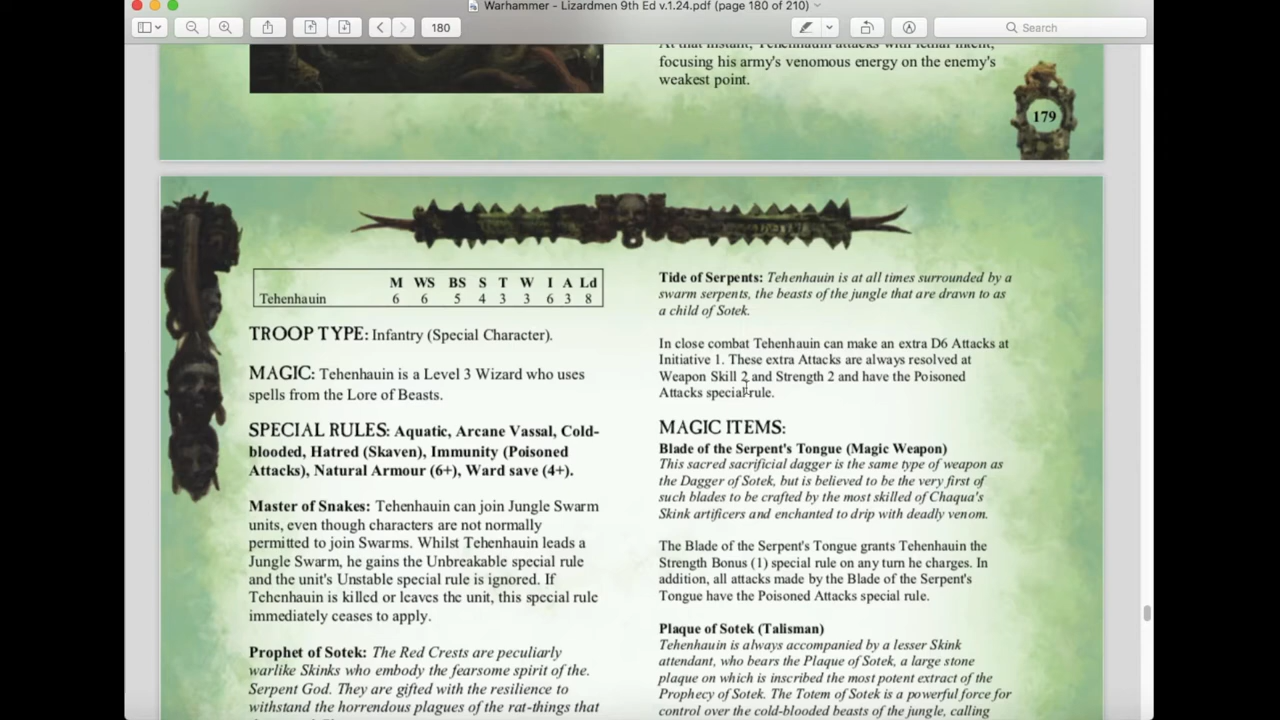 Warhammer - Lizardmen 9th Ed v.1.24.pdf (page 180 of 210)
180
Search
At that instant, Tehenhauin attacks with lethal intent,
focusing his army's venomous energy on the enemy's
weakest point.
179
M WS BS S T W I A Ld
Tehenhauin 6 6 5 4 3 3 6 3 8
TROOP TYPE: Infantry (Special Character).
MAGIC: Tehenhauin is a Level 3 Wizard who uses
spells from the Lore of Beasts.
SPECIAL RULES: Aquatic, Arcane Vassal, Cold-
blooded, Hatred (Skaven), Immunity (Poisoned
Attacks), Natural Armour (6+), Ward save (4+).
Master of Snakes: Tehenhauin can join Jungle Swarm
units, even though characters are not normally
permitted to join Swarms. Whilst Tehenhauin leads a
Jungle Swarm, he gains the Unbreakable special rule
and the unit's Unstable special rule is ignored. If
Tehenhauin is killed or leaves the unit, this special rule
immediately ceases to apply.
Prophet of Sotek: The Red Crests are peculiarly
warlike Skinks who embody the fearsome spirit of the.
Serpent God. They are gifted with the resilience to
withstand the horrendous plagues of the rat-things that
Tide of Serpents: Tehenhauin is at all times surrounded by a
swarm serpents, the beasts of the jungle that are drawn to as
a child of Sotek.
In close combat Tehenhauin can make an extra D6 Attacks at
Initiative 1. These extra Attacks are always resolved at
Weapon Skill 2 and Strength 2 and have the Poisoned
Attacks special rule.
MAGIC ITEMS:
Blade of the Serpent's Tongue (Magic Weapon)
This sacred sacrificial dagger is the same type of weapon as
the Dagger of Sotek, but is believed to be the very first of
such blades to be crafted by the most skilled of Chaqua's
Skink artificers and enchanted to drip with deadly venom.
The Blade of the Serpent's Tongue grants Tehenhauin the
Strength Bonus (1) special rule on any turn he charges. In
addition, all attacks made by the Blade of the Serpent's
Tongue have the Poisoned Attacks special rule.
Plaque of Sotek (Talisman)
Tehenhauin is always accompanied by a lesser Skink
attendant, who bears the Plaque of Sotek, a large stone
plaque on which is inscribed the most potent extract of the
Prophecy of Sotek. The Totem of Sotek is a powerful force for
control over the cold-blooded beasts of the jungle, calling